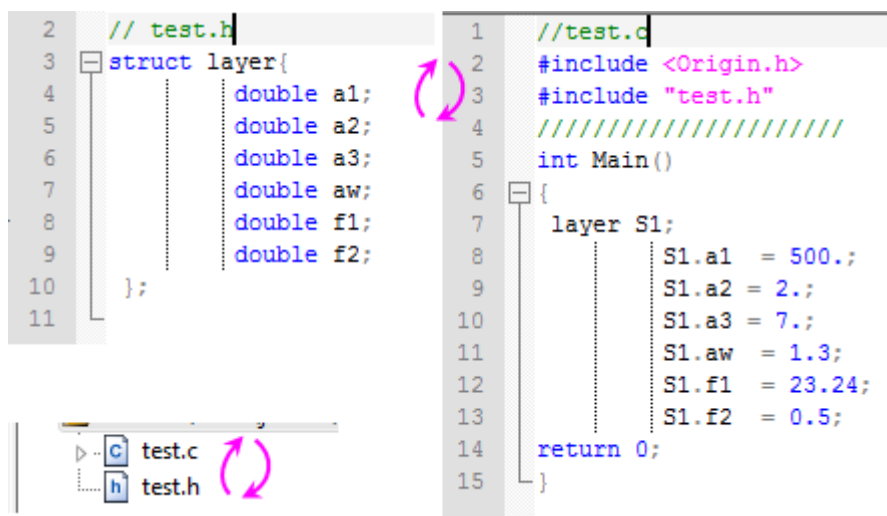 2 // test.h
3 struct layer{
4 double a1;
5 double a2;
6 double a3;
7 double aw;
8 double f1;
9 double f2;
10 };
11
1 //test.c
2 #include <Origin.h>
3 #include "test.h"
4 //////////////////////
5 int Main()
6 {
7 layer S1;
8 S1.a1 = 500.;
9 S1.a2 = 2.;
10 S1.a3 = 7.;
11 S1.aw = 1.3;
12 S1.f1 = 23.24;
13 S1.f2 = 0.5;
14 return 0;
15 }
c test.c
h test.h